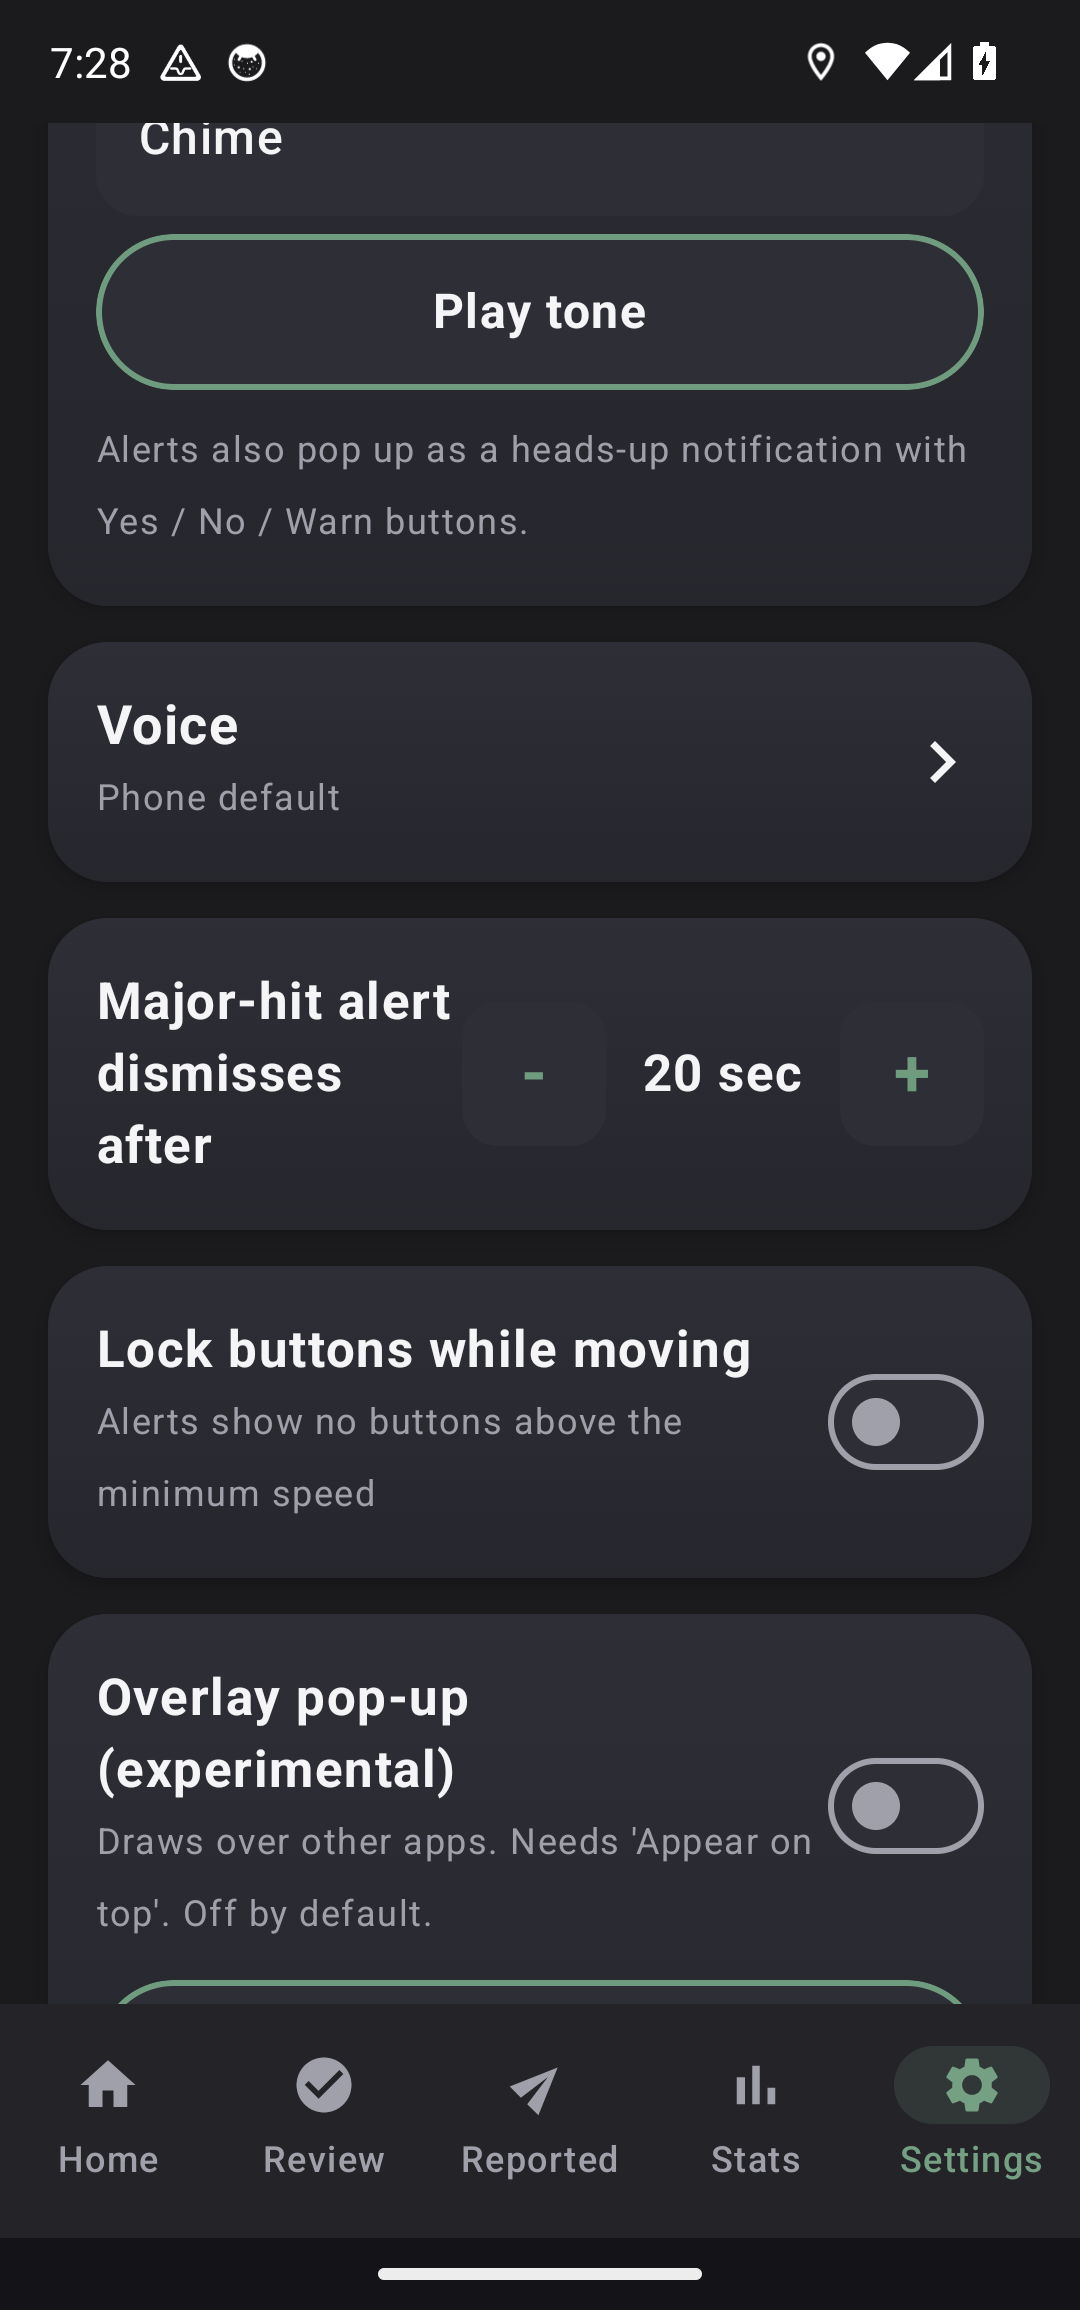 7:28
Chime
Play tone
Alerts also pop up as a heads-up notification with
Yes / No / Warn buttons.
Voice
Phone default
Major-hit alert
dismisses
after
- 20 sec +
Lock buttons while moving
Alerts show no buttons above the
minimum speed
Overlay pop-up
(experimental)
Draws over other apps. Needs 'Appear on
top'. Off by default.
Home Review Reported Stats Settings